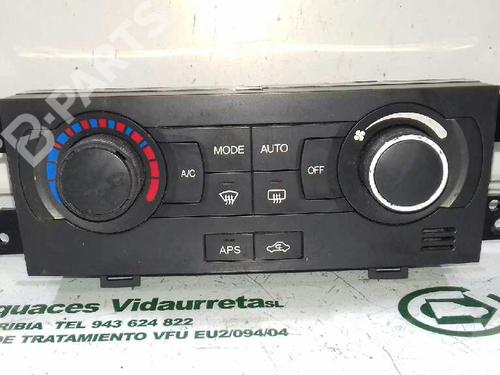 B-PARTS
MODE
AUTO
A/C
OFF
APS
guaces Vidaurreta SL
RIBIA TEL 943 624 822
DE TRATAMIENTO VFU EU2/094/04